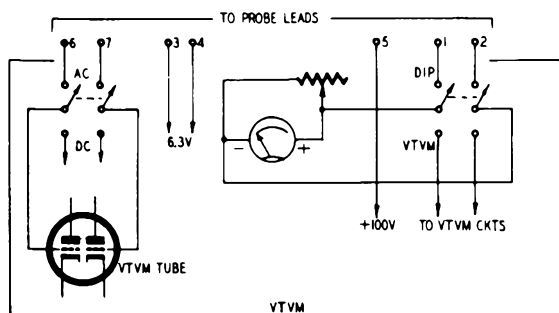 TO PROBE LEADS
6 7 3 4 5 1 2
AC DIP
DC 6.3V - + VTVM
+100V TO VTVM CKTS
VTVM TUBE
VTVM